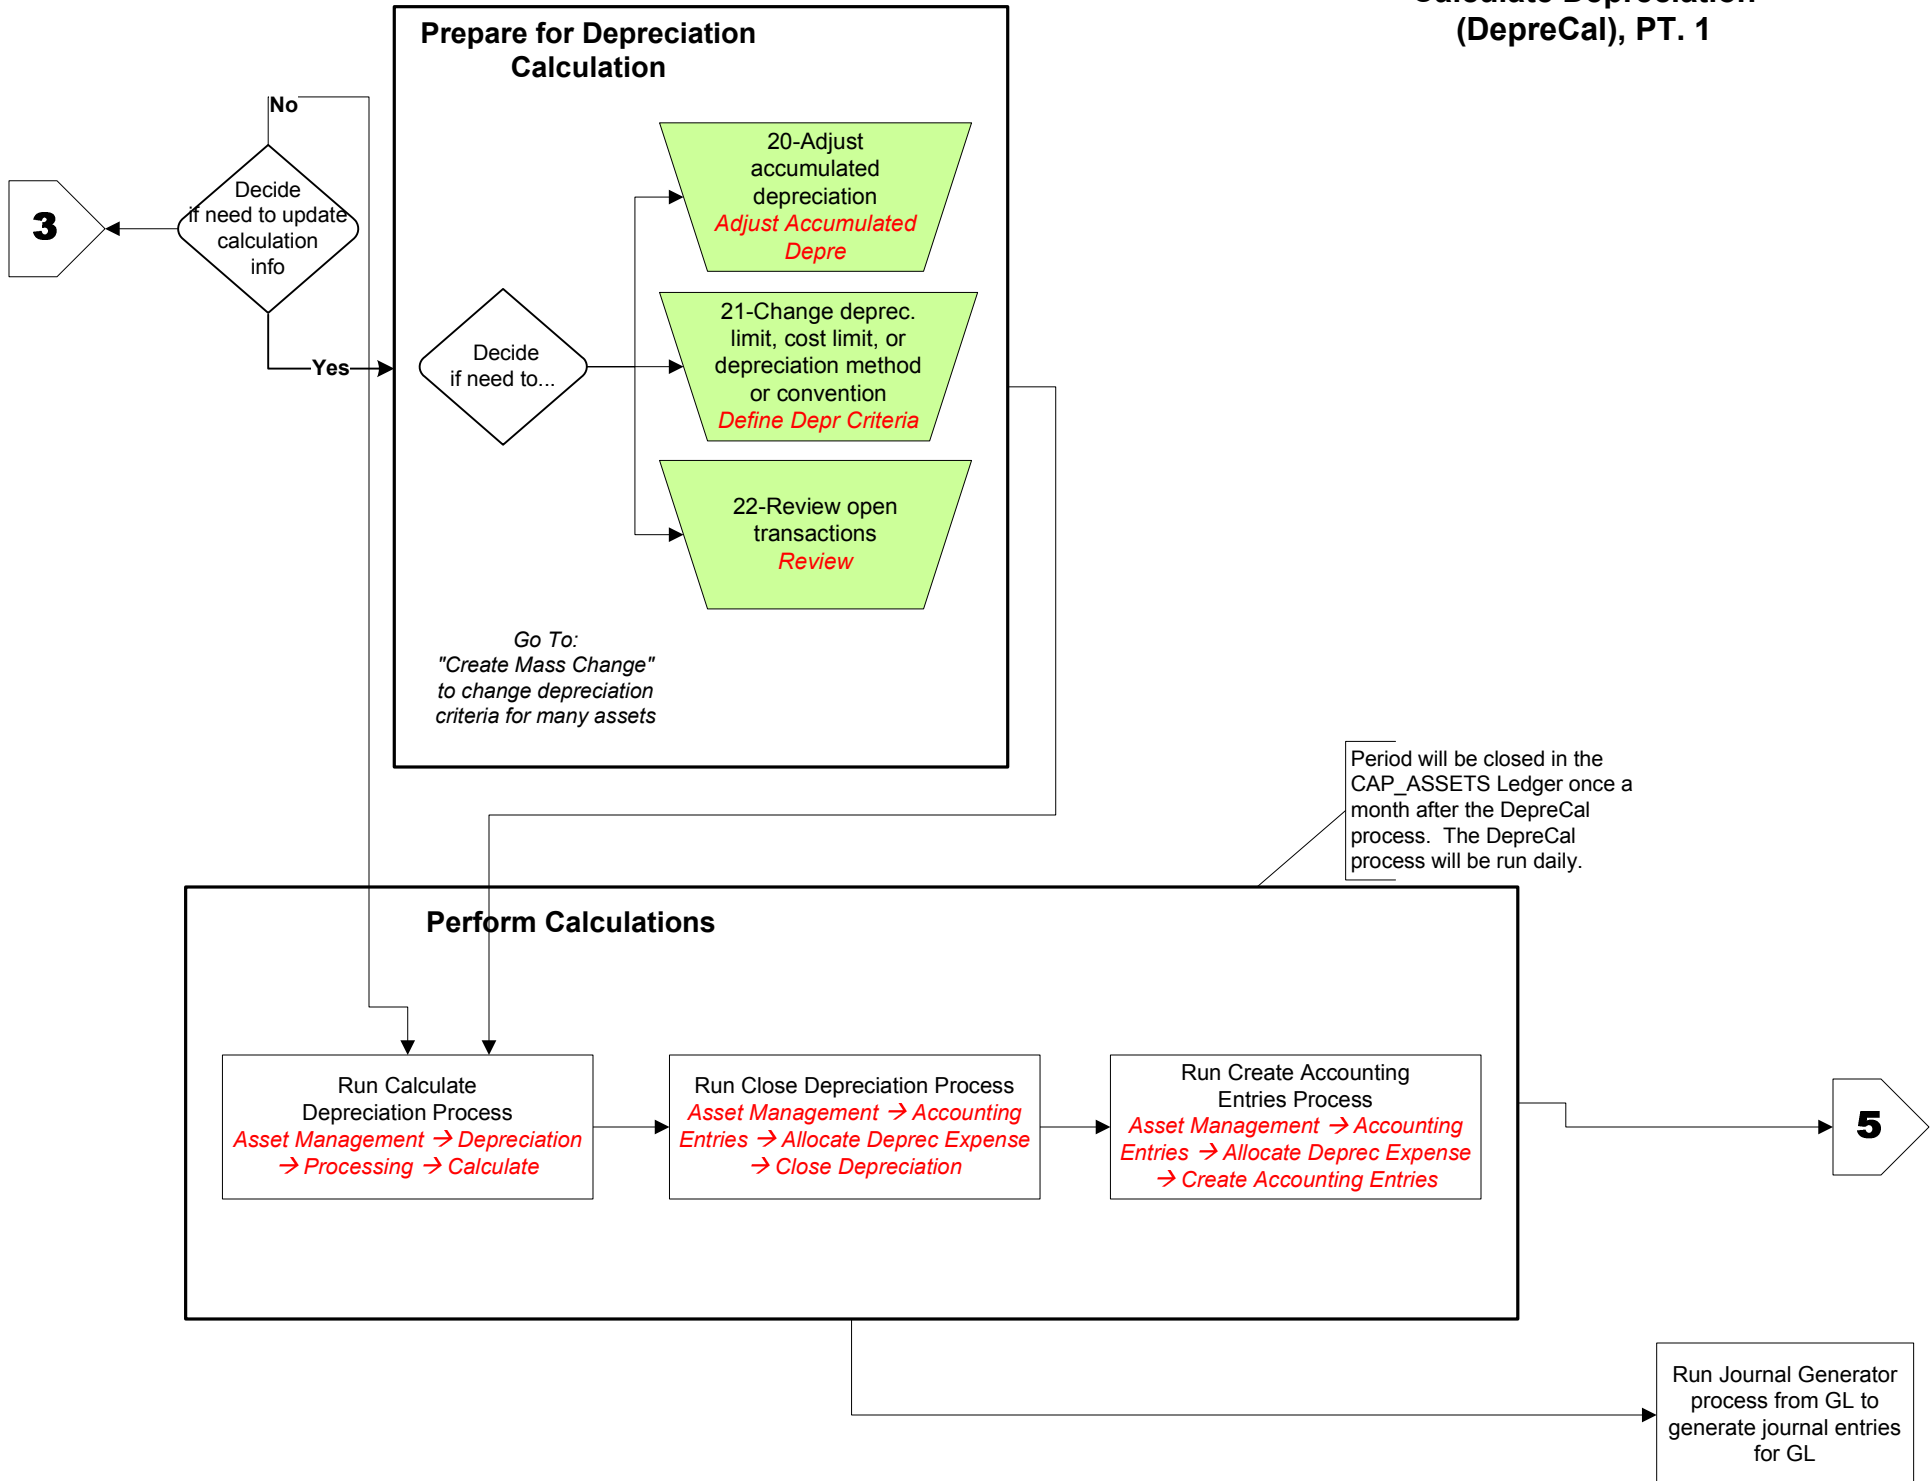 Calculate Depreciation
(DepreCal), PT. 1
Prepare for Depreciation
Calculation
No
3
Decide
if need to update
calculation
info
Yes
Decide
if need to...
20-Adjust
accumulated
depreciation
Adjust Accumulated
Depre
21-Change deprec.
limit, cost limit, or
depreciation method
or convention
Define Depr Criteria
22-Review open
transactions
Review
Go To:
"Create Mass Change"
to change depreciation
criteria for many assets
Period will be closed in the
CAP_ASSETS Ledger once a
month after the DepreCal
process. The DepreCal
process will be run daily.
Perform Calculations
Run Calculate
Depreciation Process
Asset Management → Depreciation
→ Processing → Calculate
Run Close Depreciation Process
Asset Management → Accounting
Entries → Allocate Deprec Expense
→ Close Depreciation
Run Create Accounting
Entries Process
Asset Management → Accounting
Entries → Allocate Deprec Expense
→ Create Accounting Entries
5
Run Journal Generator
process from GL to
generate journal entries
for GL